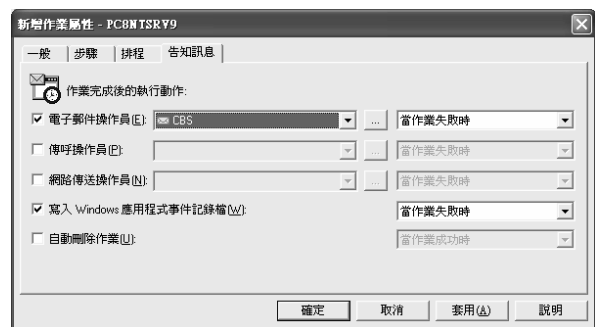 新增作業屬性 - PC8NTSRV9
一般 步驟 排程 告知訊息
作業完成後的執行動作:
電子郵件操作員(E): CBS ... 當作業失敗時
傳呼操作員(P): ... 當作業失敗時
網路傳送操作員(N): ... 當作業失敗時
寫入 Windows 應用程式事件記錄檔(W): 當作業失敗時
自動刪除作業(U): 當作業成功時
確定 取消 套用(A) 說明